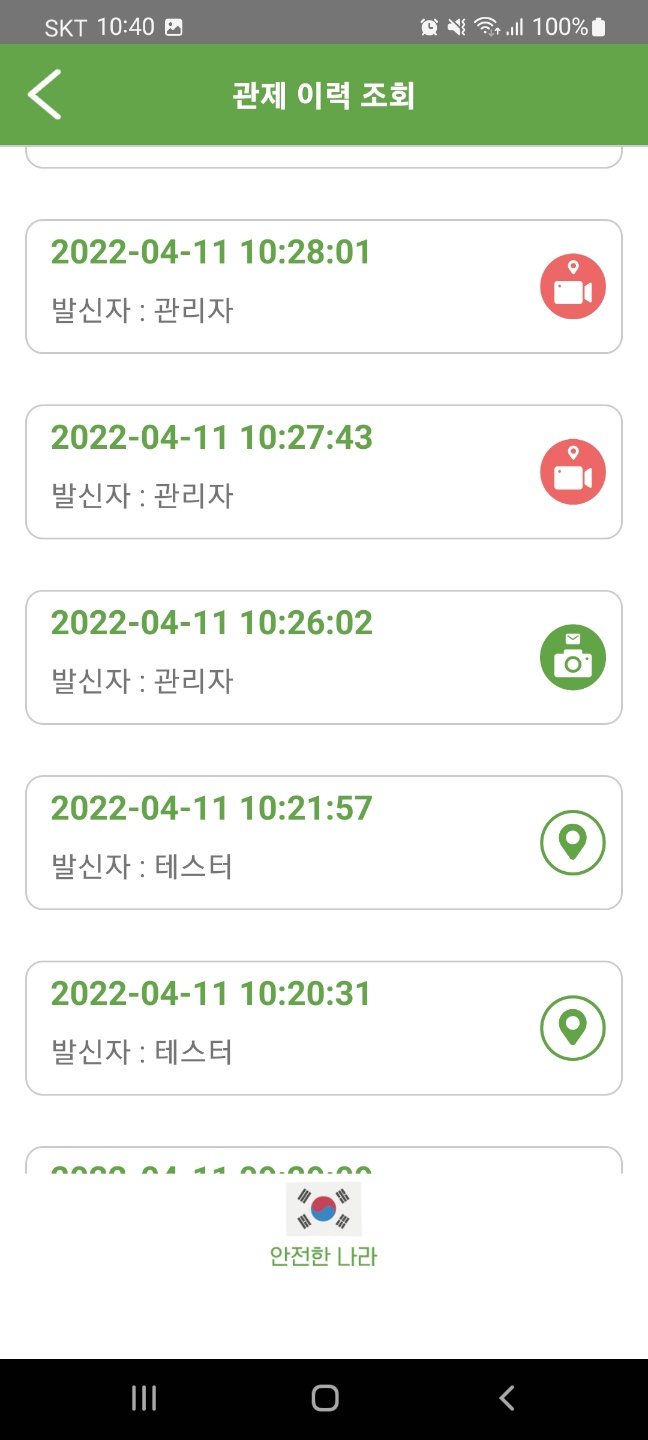 SKT 10:40
100%
관제 이력 조회
2022-04-11 10:28:01
발신자 : 관리자
2022-04-11 10:27:43
발신자 : 관리자
2022-04-11 10:26:02
발신자 : 관리자
2022-04-11 10:21:57
발신자 : 테스터
2022-04-11 10:20:31
발신자 : 테스터
안전한 나라